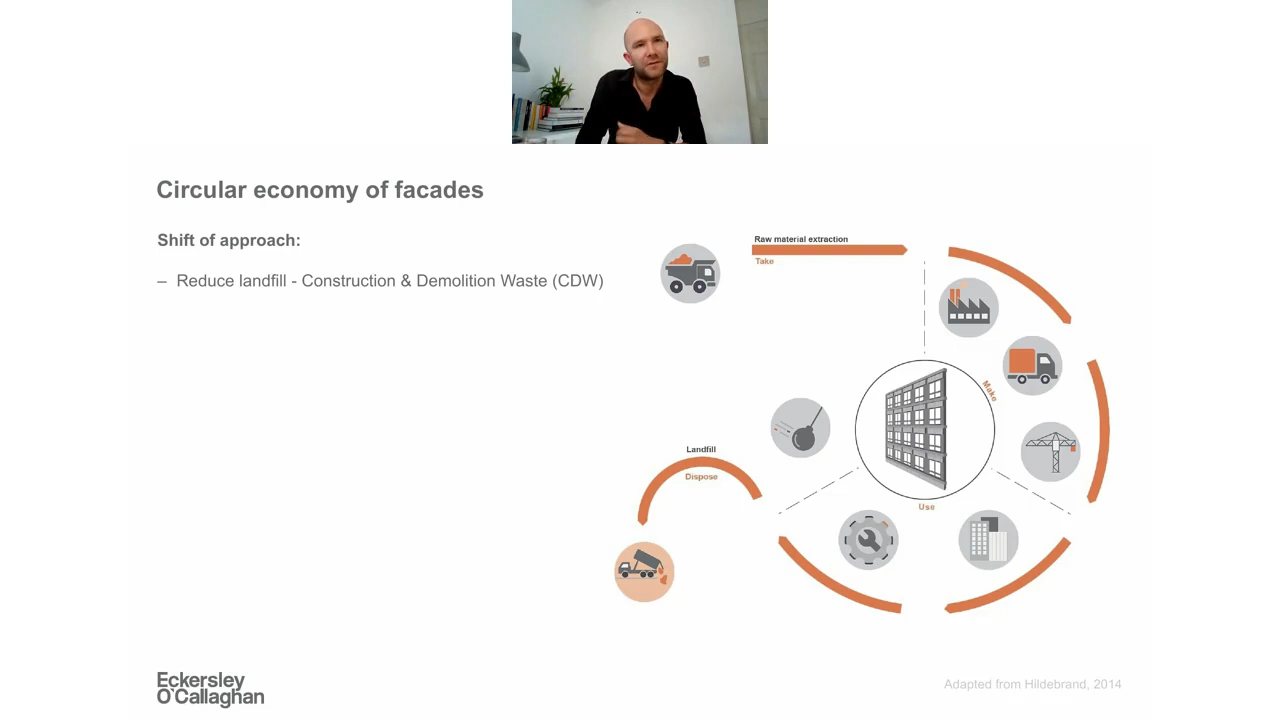 Circular economy of facades
Shift of approach:
– Reduce landfill - Construction & Demolition Waste (CDW)
Raw material extraction
Take
Make
Landfill
Dispose
Use
Eckersley
O'Callaghan
Adapted from Hildebrand, 2014